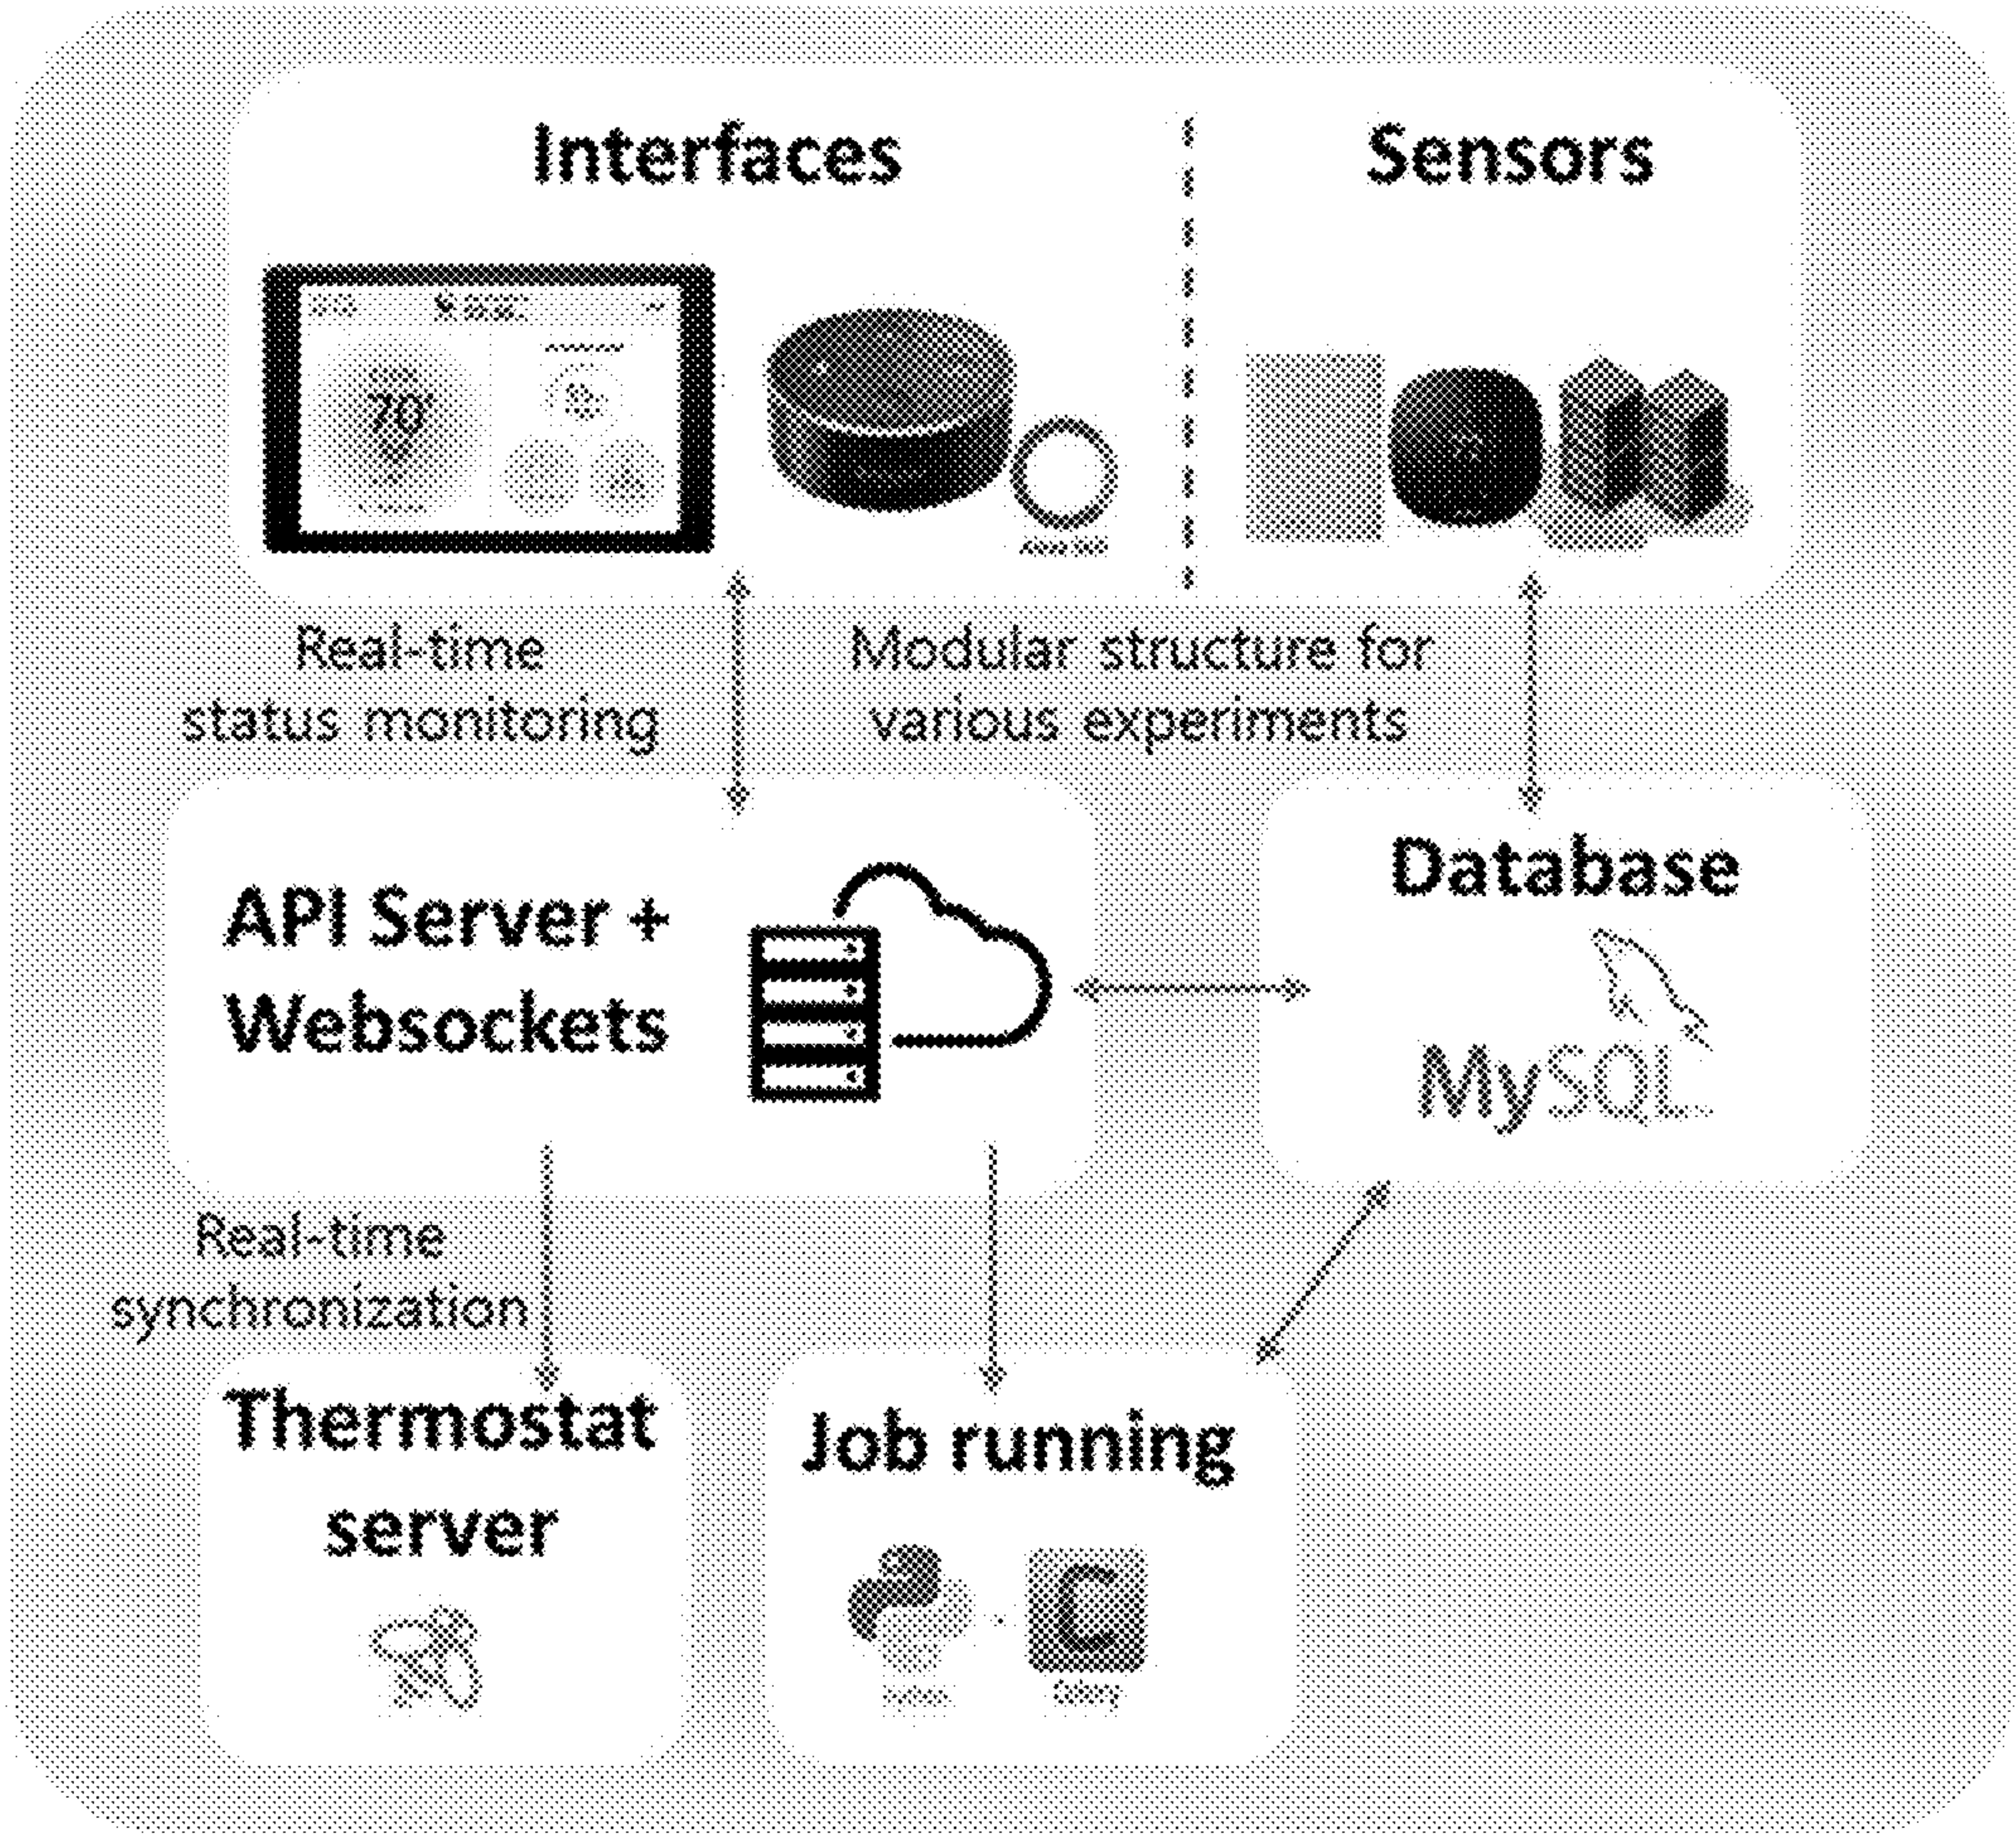 Interfaces
Sensors
70
Real-time
status monitoring
Modular structure for
various experiments
API Server +
Websockets
Database
MySQL
Real-time
synchronization
Thermostat
server
Job running
C